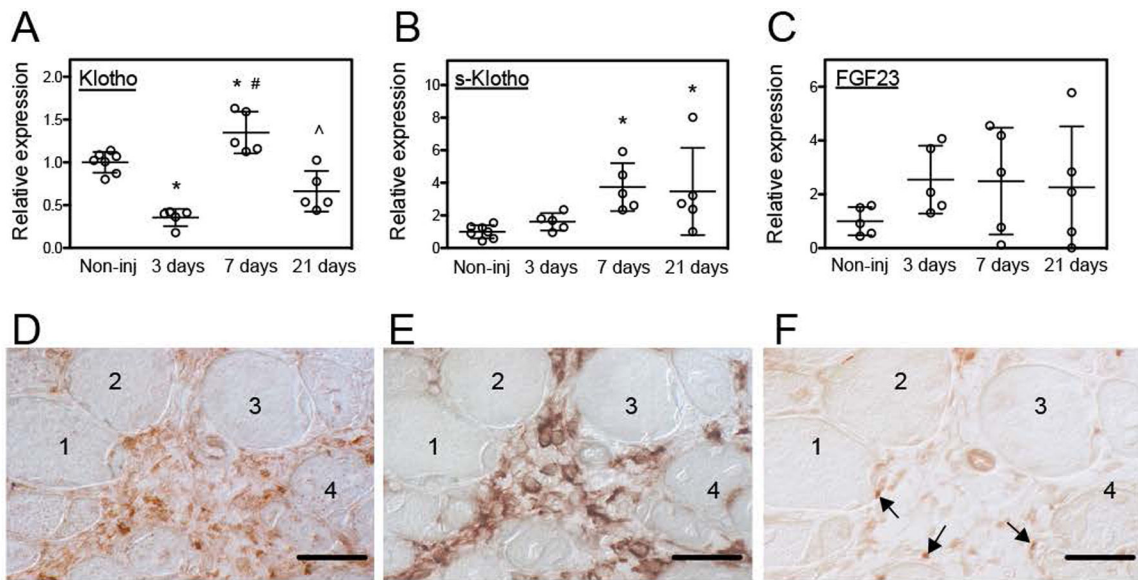 A
Klotho
Relative expression
2.0
1.5
1.0
0.5
0.0
* # ^
*
Non-inj 3 days 7 days 21 days
B
s-Klotho
Relative expression
10
8
6
4
2
0
* *
Non-inj 3 days 7 days 21 days
C
FGF23
Relative expression
6
4
2
0
Non-inj 3 days 7 days 21 days
D
1 2 3 4
E
1 2 3 4
F
1 2 3 4